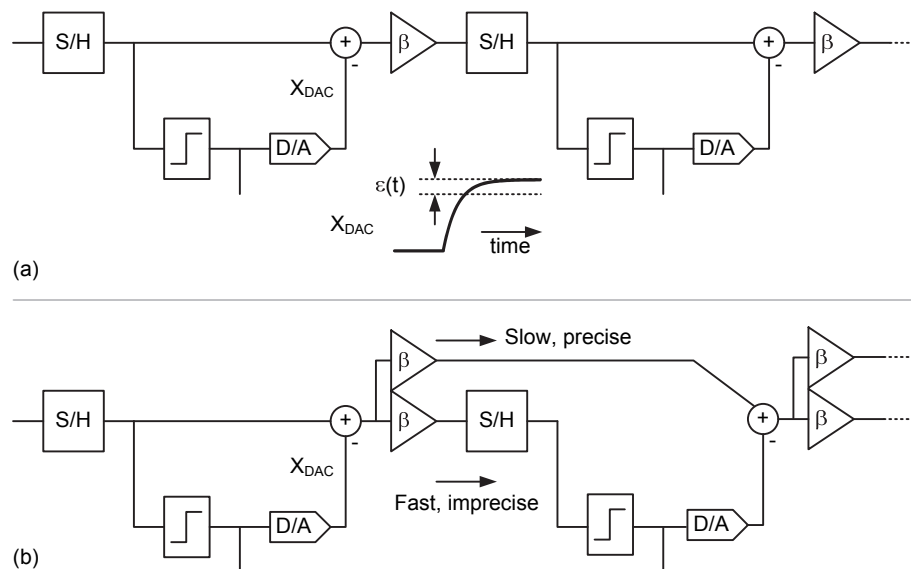 S/H
+
-
β
S/H
+
-
β
X_DAC
D/A
D/A
ε(t)
X_DAC
time
(a)
β
Slow, precise
β
S/H
+
-
β
S/H
+
-
β
β
X_DAC
Fast, imprecise
D/A
D/A
(b)